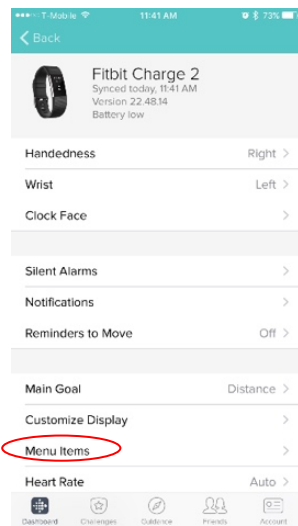 T-Mobile 11:41 AM 73%
Back
Fitbit Charge 2
Synced today, 11:41 AM
Version 22.48.14
Battery low
Handedness Right
Wrist Left
Clock Face
Silent Alarms
Notifications
Reminders to Move Off
Main Goal Distance
Customize Display
Menu Items
Heart Rate Auto
Dashboard Challenges Guidance Friends Account